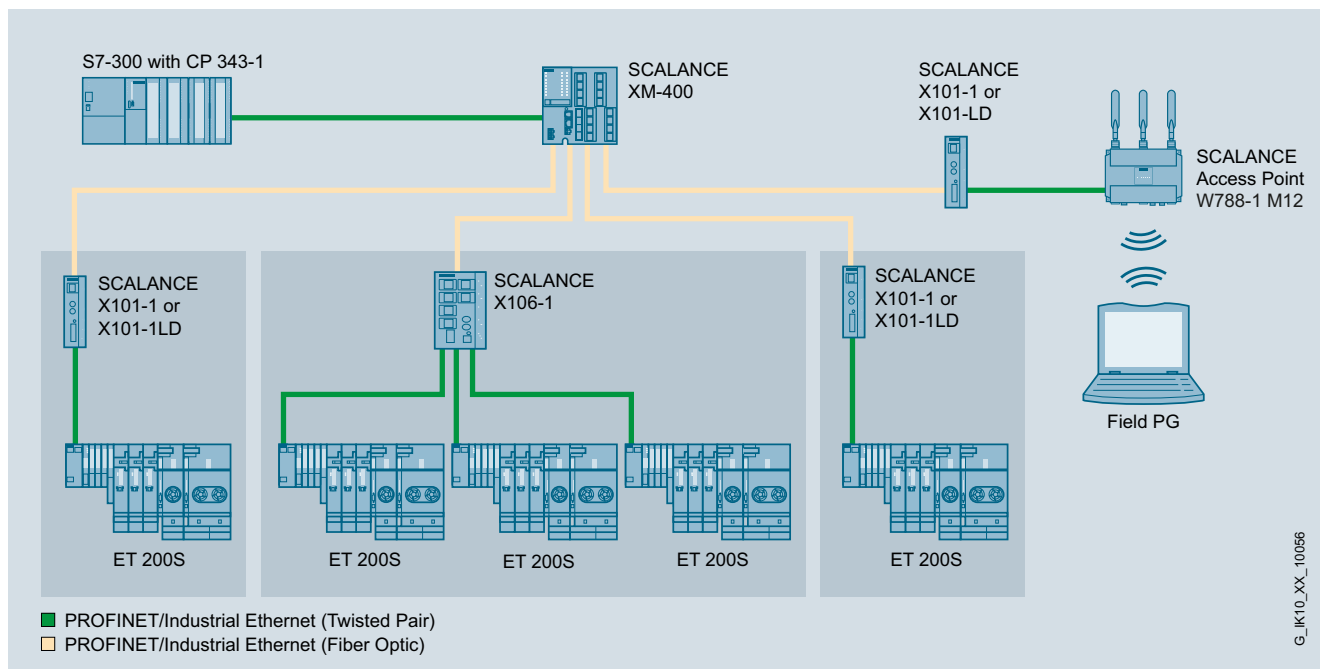 S7-300 with CP 343-1
SCALANCE
XM-400
SCALANCE
X101-1 or
X101-LD
SCALANCE
Access Point
W788-1 M12
SCALANCE
X101-1 or
X101-1LD
SCALANCE
X106-1
SCALANCE
X101-1 or
X101-1LD
Field PG
ET 200S
ET 200S
ET 200S
ET 200S
ET 200S
PROFINET/Industrial Ethernet (Twisted Pair)
PROFINET/Industrial Ethernet (Fiber Optic)
G_IK10_XX_10056